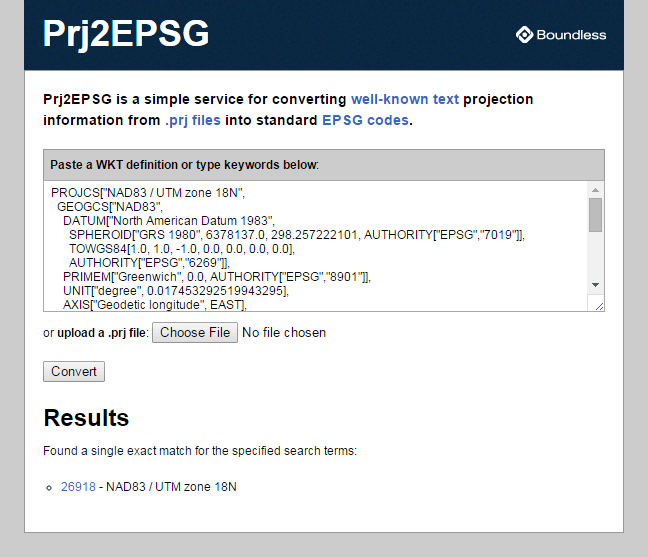 Prj2EPSG
Boundless
Prj2EPSG is a simple service for converting well-known text projection
information from .prj files into standard EPSG codes.
Paste a WKT definition or type keywords below:
PROJCS["NAD83 / UTM zone 18N",
GEOGCS["NAD83",
DATUM["North American Datum 1983",
SPHEROID["GRS 1980", 6378137.0, 298.257222101, AUTHORITY["EPSG","7019"]],
TOWGS84[1.0, 1.0, -1.0, 0.0, 0.0, 0.0, 0.0],
AUTHORITY["EPSG","6269"]],
PRIMEM["Greenwich", 0.0, AUTHORITY["EPSG","8901"]],
UNIT["degree", 0.017453292519943295],
AXIS["Geodetic longitude", EAST],
or upload a .prj file: Choose File No file chosen
Convert
Results
Found a single exact match for the specified search terms:
26918 - NAD83 / UTM zone 18N